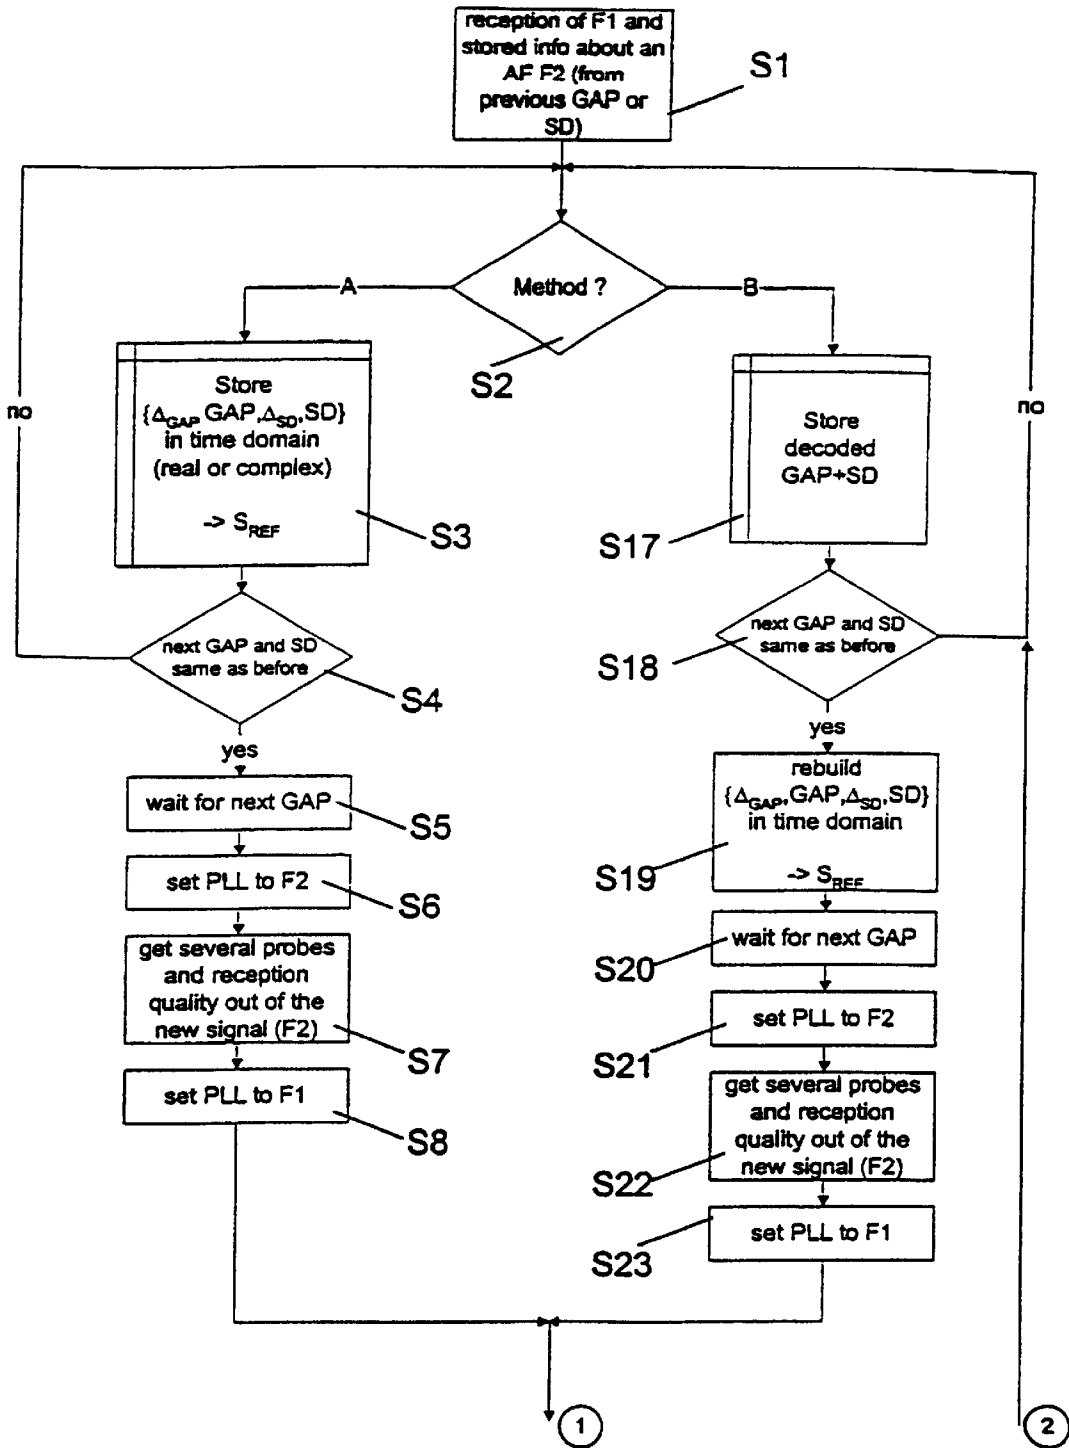 reception of F1 and
stored info about an
AF F2 (from
previous GAP or
SD)
S1
Method ?
A
B
S2
no
no
Store
{Δ_GAP, GAP, Δ_SD, SD}
in time domain
(real or complex)
-> S_REF
S3
Store
decoded
GAP+SD
S17
next GAP and SD
same as before
S4
next GAP and SD
same as before
S18
yes
yes
wait for next GAP
S5
set PLL to F2
S6
get several probes
and reception
quality out of the
new signal (F2)
S7
set PLL to F1
S8
rebuild
{Δ_GAP, GAP, Δ_SD, SD}
in time domain
-> S_REF
S19
wait for next GAP
S20
set PLL to F2
S21
get several probes
and reception
quality out of the
new signal (F2)
S22
set PLL to F1
S23
1
2